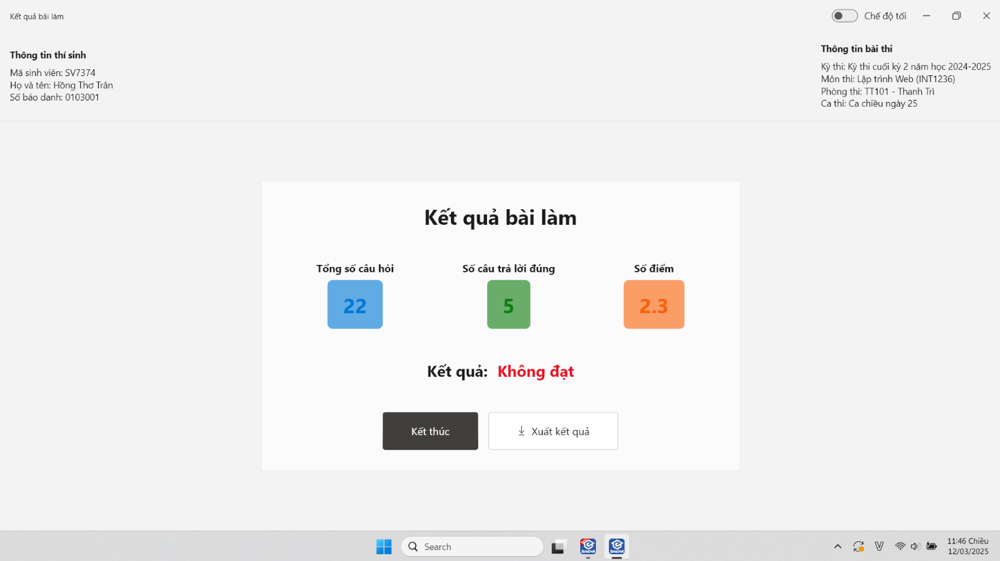 Kết quả bài làm
Chế độ tối
Thông tin thí sinh
Mã sinh viên: SV7374
Họ và tên: Hồng Thơ Trân
Số báo danh: 0103001
Thông tin bài thi
Kỳ thi: Kỳ thi cuối kỳ 2 năm học 2024-2025
Môn thi: Lập trình Web (INT1236)
Phòng thi: TT101 - Thanh Trì
Ca thi: Ca chiều ngày 25
Kết quả bài làm
Tổng số câu hỏi
22
Số câu trả lời đúng
5
Số điểm
2.3
Kết quả: Không đạt
Kết thúc
Xuất kết quả
Search
V
11:46 Chiều
12/03/2025